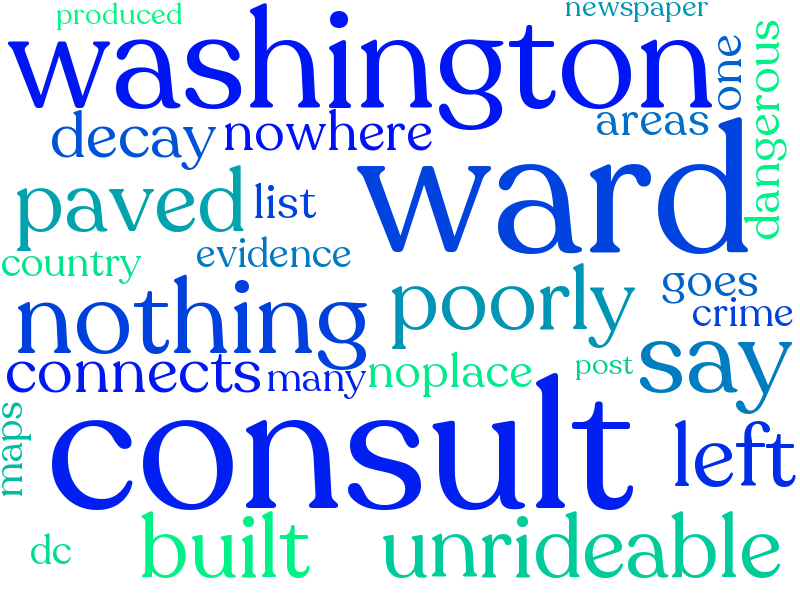 produced newspaper
washington one
dangerous
decay nowhere areas
ward
paved list
country evidence
nothing poorly goes
crime
connects many noplace post say
maps
consult left
dc built unrideable